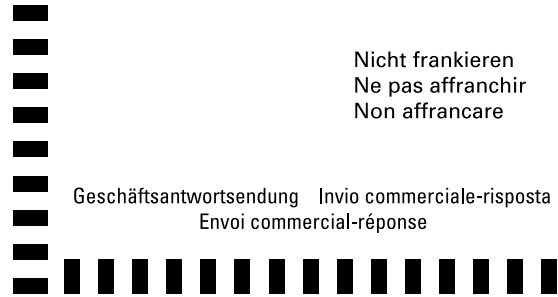 Nicht frankieren
Ne pas affranchir
Non affrancare
Geschäftsantwortsendung Invio commerciale-risposta
Envoi commercial-réponse